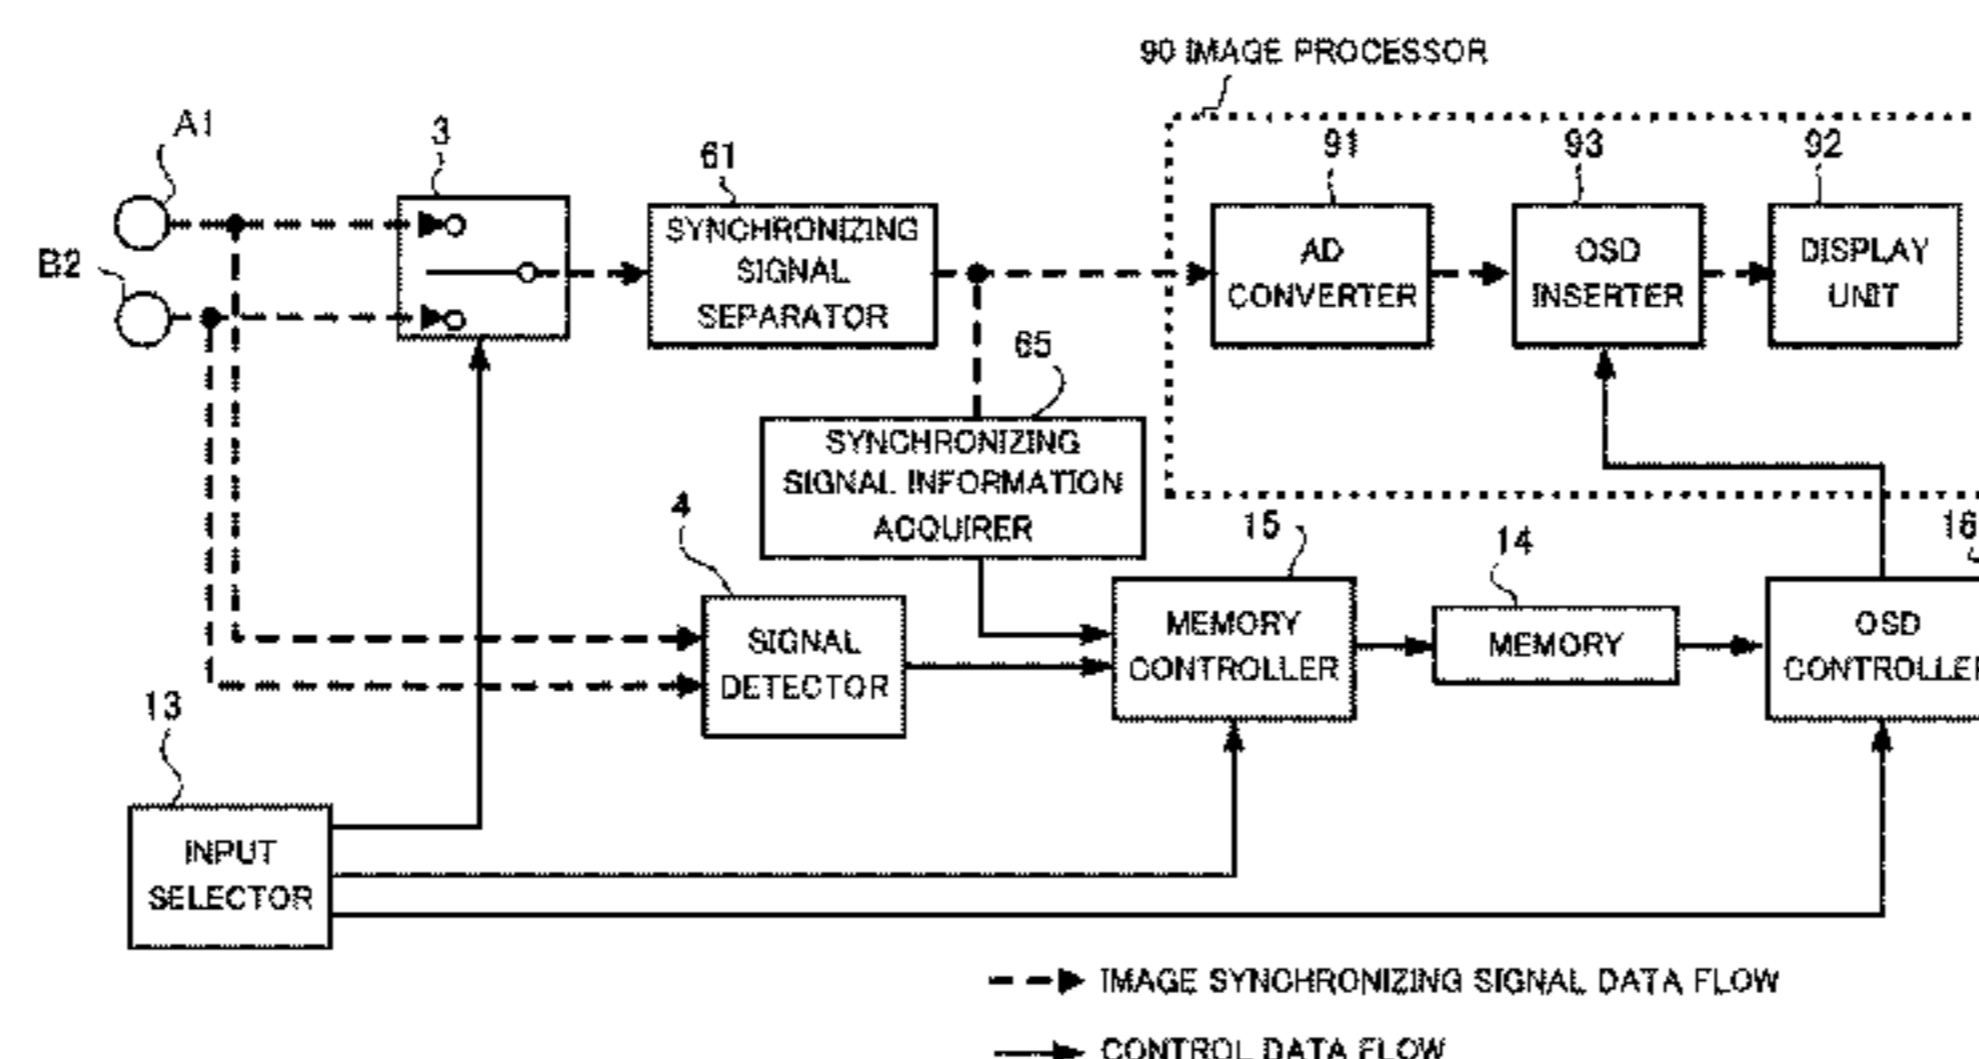 90 IMAGE PROCESSOR
A1
3
61
91
93
92
B2
SYNCHRONIZING
SIGNAL
SEPARATOR
AD
CONVERTER
OSD
INSERTER
DISPLAY
UNIT
65
SYNCHRONIZING
SIGNAL INFORMATION
ACQUIRER
4
15
14
16
SIGNAL
DETECTOR
MEMORY
CONTROLLER
MEMORY
OSD
CONTROLLER
13
INPUT
SELECTOR
IMAGE SYNCHRONIZING SIGNAL DATA FLOW
CONTROL DATA FLOW